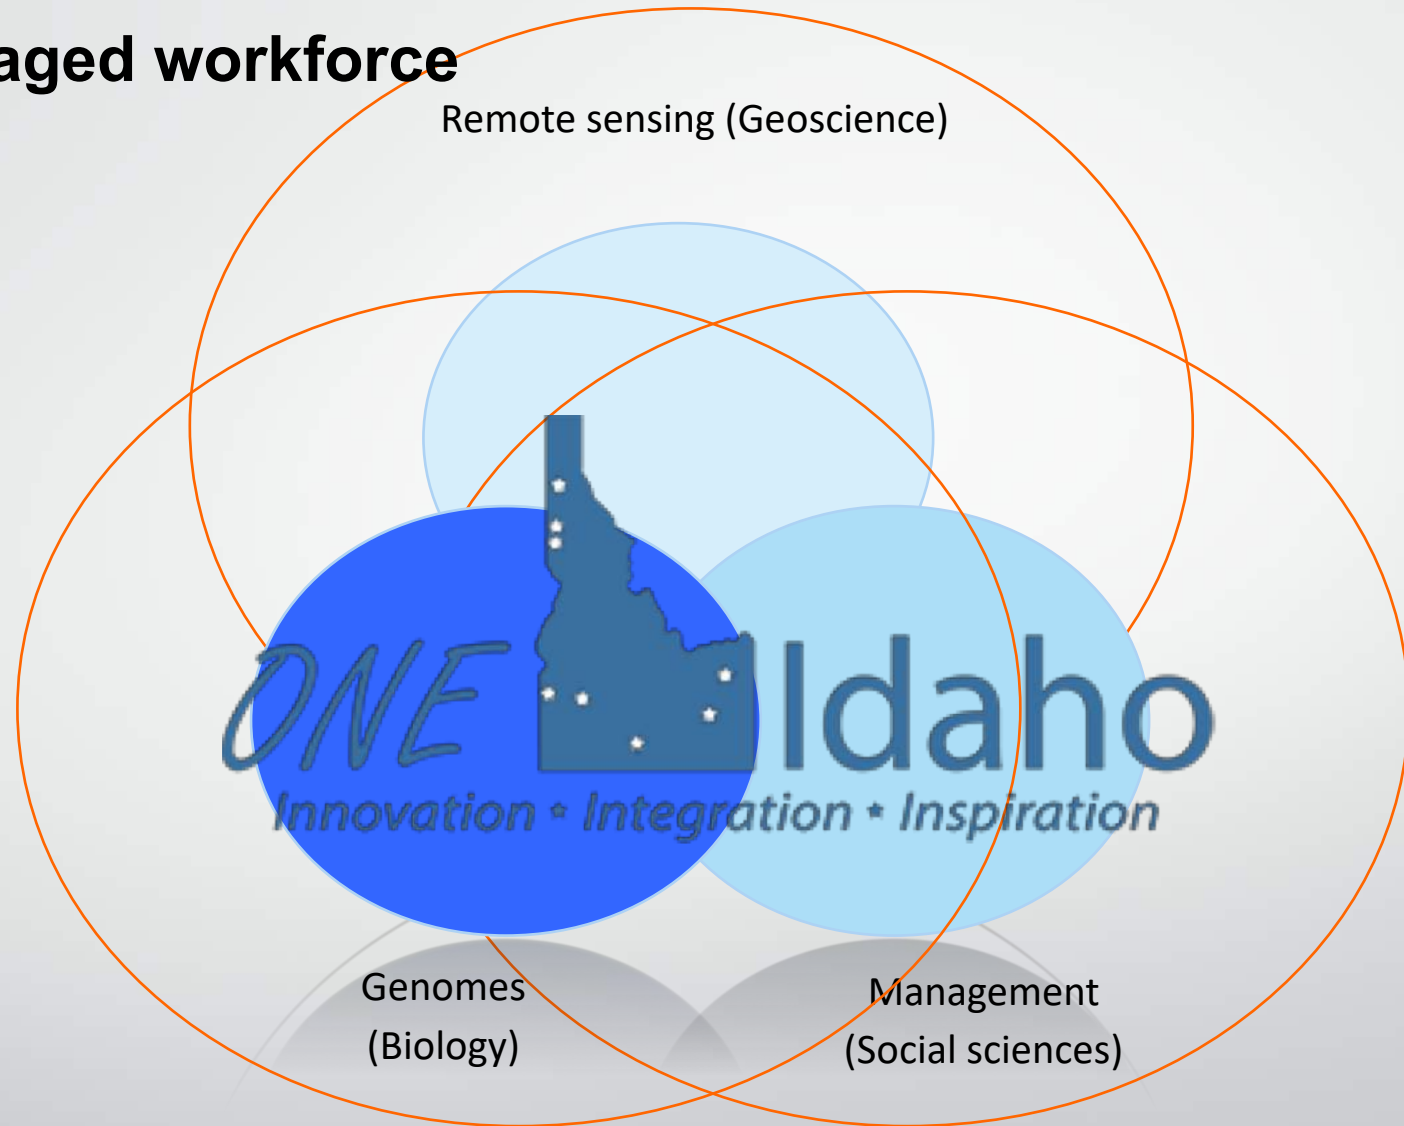 aged workforce
Remote sensing (Geoscience)
ONE Idaho
Innovation * Integration * Inspiration
Genomes
(Biology)
Management
(Social sciences)